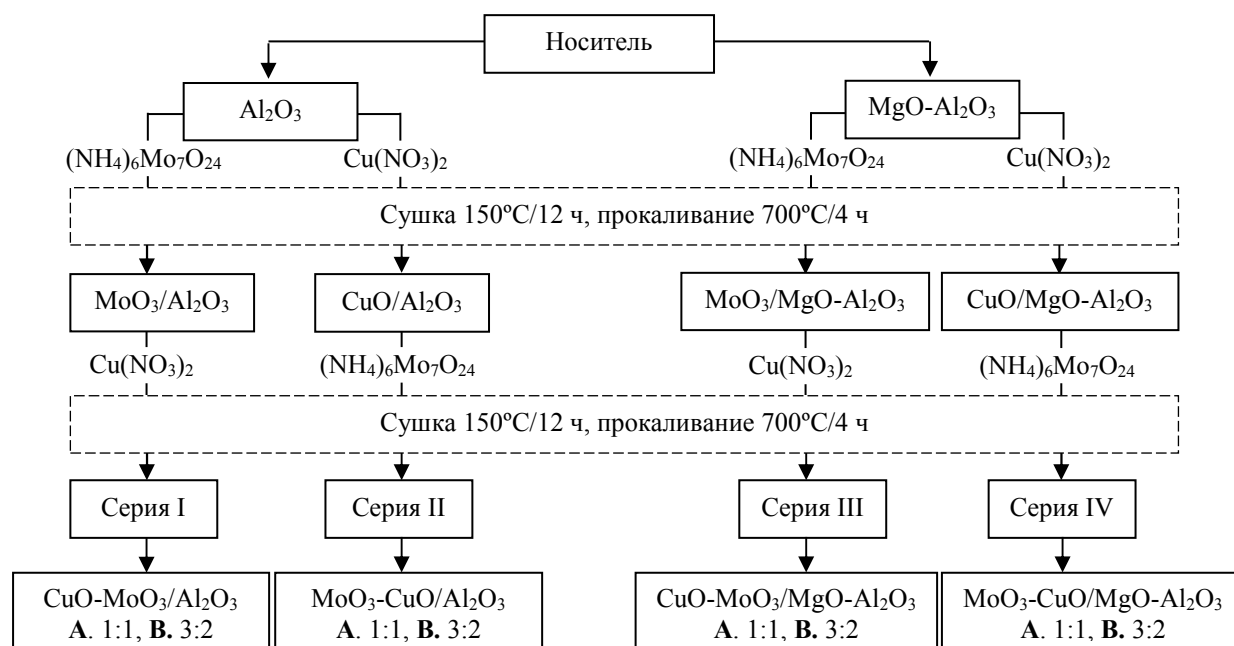 Носитель
Al₂O₃
MgO-Al₂O₃
(NH₄)₆Mo₇O₂₄
Cu(NO₃)₂
(NH₄)₆Mo₇O₂₄
Cu(NO₃)₂
Сушка 150ºС/12 ч, прокаливание 700ºС/4 ч
MoO₃/Al₂O₃
CuO/Al₂O₃
MoO₃/MgO-Al₂O₃
CuO/MgO-Al₂O₃
Cu(NO₃)₂
(NH₄)₆Mo₇O₂₄
Cu(NO₃)₂
(NH₄)₆Mo₇O₂₄
Сушка 150ºС/12 ч, прокаливание 700ºС/4 ч
Серия I
Серия II
Серия III
Серия IV
CuO-MoO₃/Al₂O₃
A. 1:1, B. 3:2
MoO₃-CuO/Al₂O₃
A. 1:1, B. 3:2
CuO-MoO₃/MgO-Al₂O₃
A. 1:1, B. 3:2
MoO₃-CuO/MgO-Al₂O₃
A. 1:1, B. 3:2